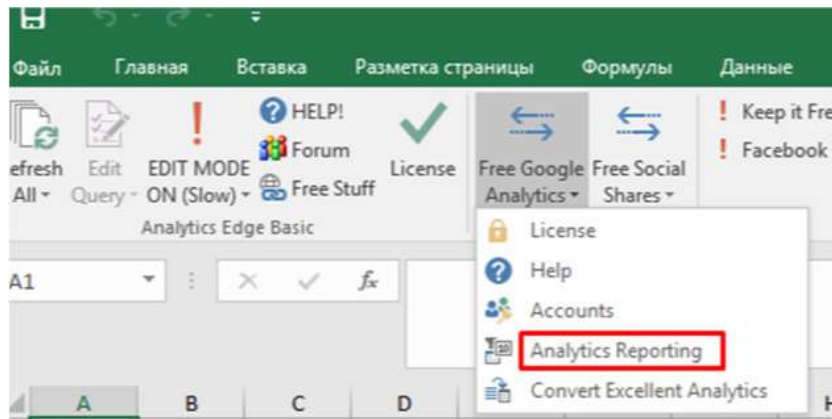 Файл Главная Вставка Разметка страницы Формулы Данные
HELP!
Keep it Fre
Forum
Facebook
efresh Edit EDIT MODE License Free Google Free Social
All Query ON (Slow) Free Stuff Analytics Shares
Analytics Edge Basic
License
Help
A1 fx
Accounts
Analytics Reporting
Convert Excellent Analytics
A B C D